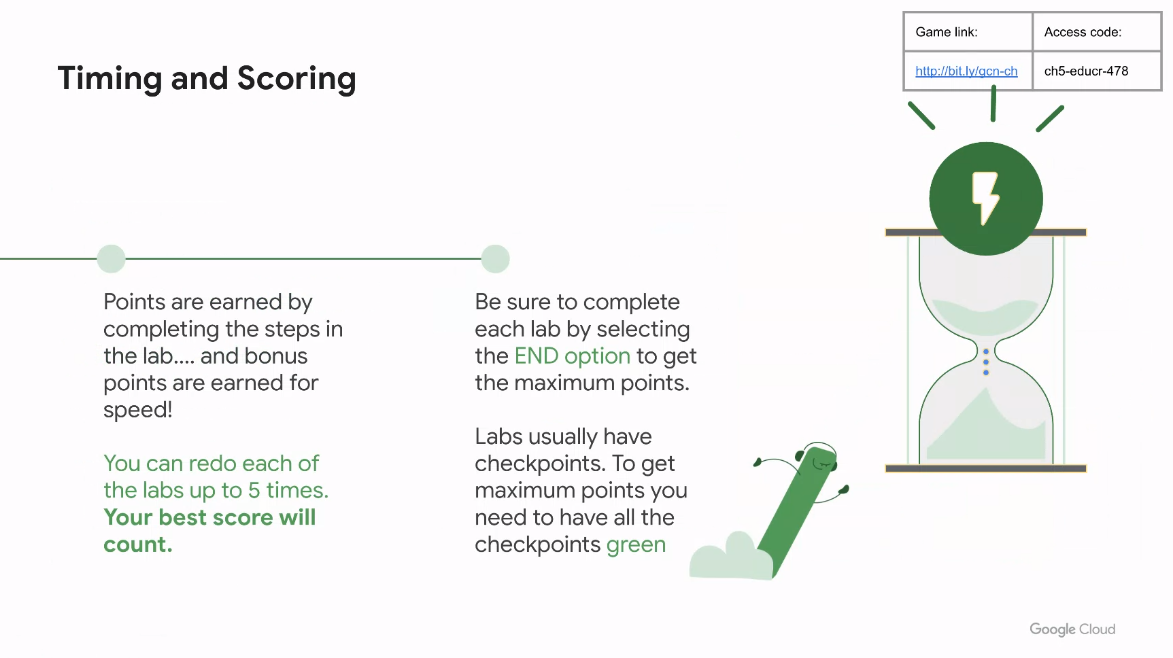 Game link:
Access code:
http://bit.ly/gcn-ch
ch5-educr-478
Timing and Scoring
Points are earned by
completing the steps in
the lab.... and bonus
points are earned for
speed!
You can redo each of
the labs up to 5 times.
Your best score will
count.
Be sure to complete
each lab by selecting
the END option to get
the maximum points.
Labs usually have
checkpoints. To get
maximum points you
need to have all the
checkpoints green
Google Cloud